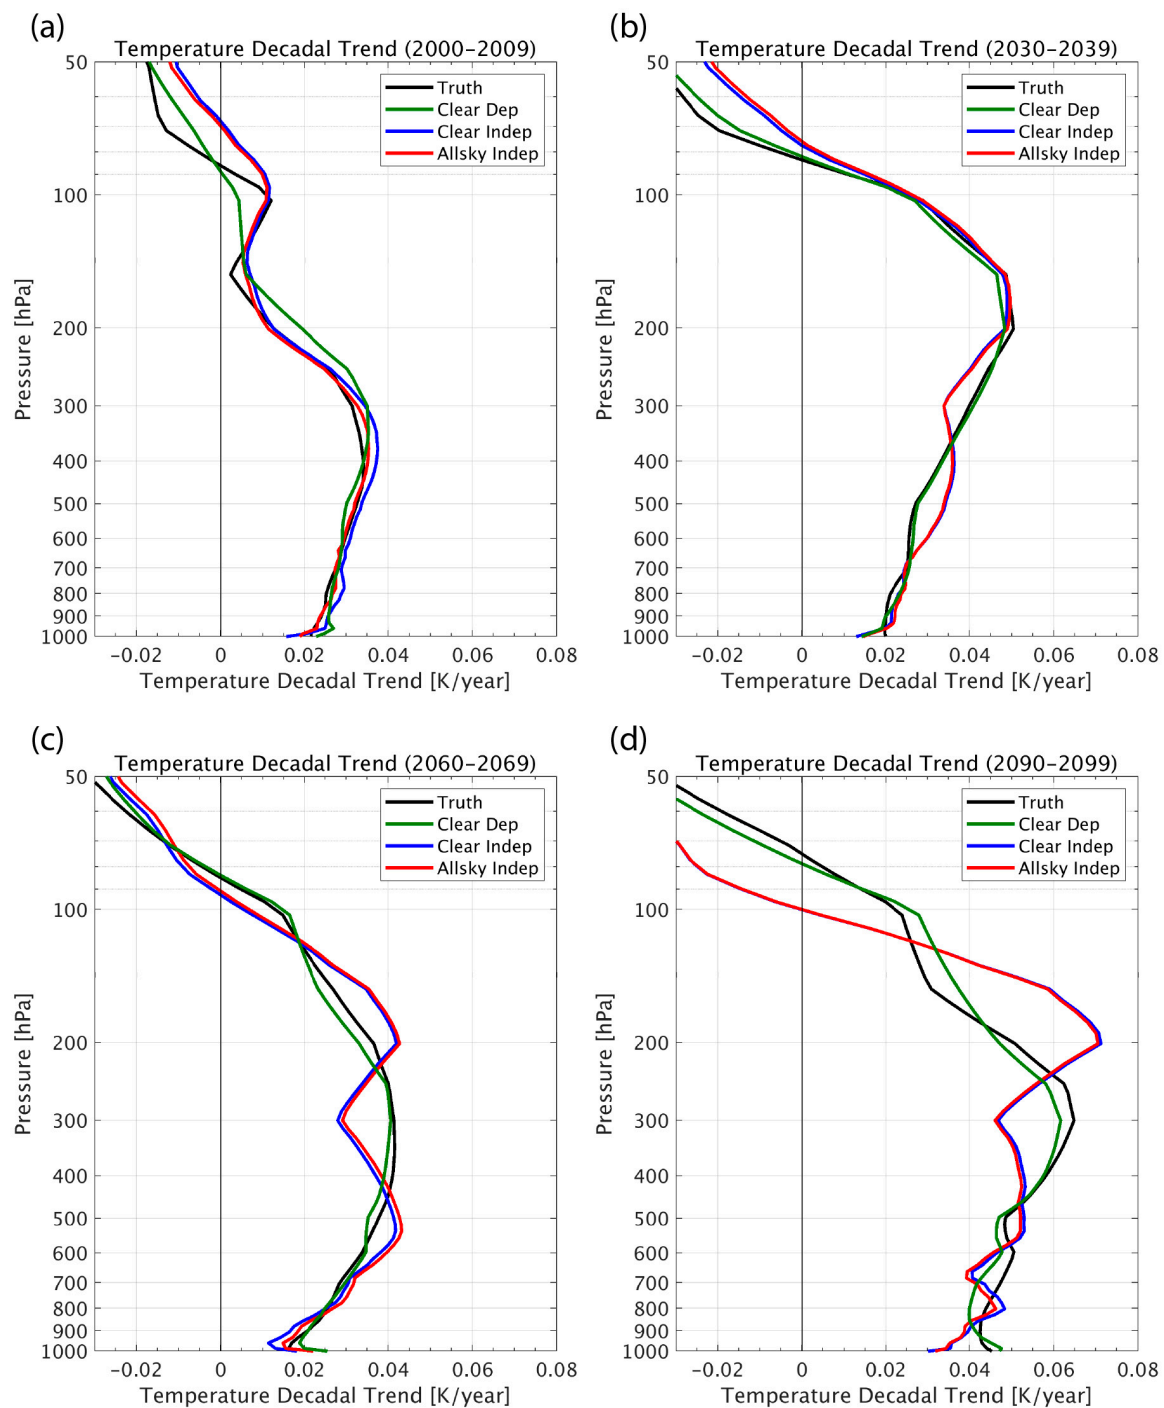 (a)
Temperature Decadal Trend (2000–2009)
Truth
Clear Dep
Clear Indep
Allsky Indep
50
100
200
300
400
500
600
700
800
900
1000
Pressure [hPa]
−0.02 0 0.02 0.04 0.06 0.08
Temperature Decadal Trend [K/year]
(b)
Temperature Decadal Trend (2030–2039)
Truth
Clear Dep
Clear Indep
Allsky Indep
50
100
200
300
400
500
600
700
800
900
1000
Pressure [hPa]
−0.02 0 0.02 0.04 0.06 0.08
Temperature Decadal Trend [K/year]
(c)
Temperature Decadal Trend (2060–2069)
Truth
Clear Dep
Clear Indep
Allsky Indep
50
100
200
300
400
500
600
700
800
900
1000
Pressure [hPa]
−0.02 0 0.02 0.04 0.06 0.08
Temperature Decadal Trend [K/year]
(d)
Temperature Decadal Trend (2090–2099)
Truth
Clear Dep
Clear Indep
Allsky Indep
50
100
200
300
400
500
600
700
800
900
1000
Pressure [hPa]
−0.02 0 0.02 0.04 0.06 0.08
Temperature Decadal Trend [K/year]